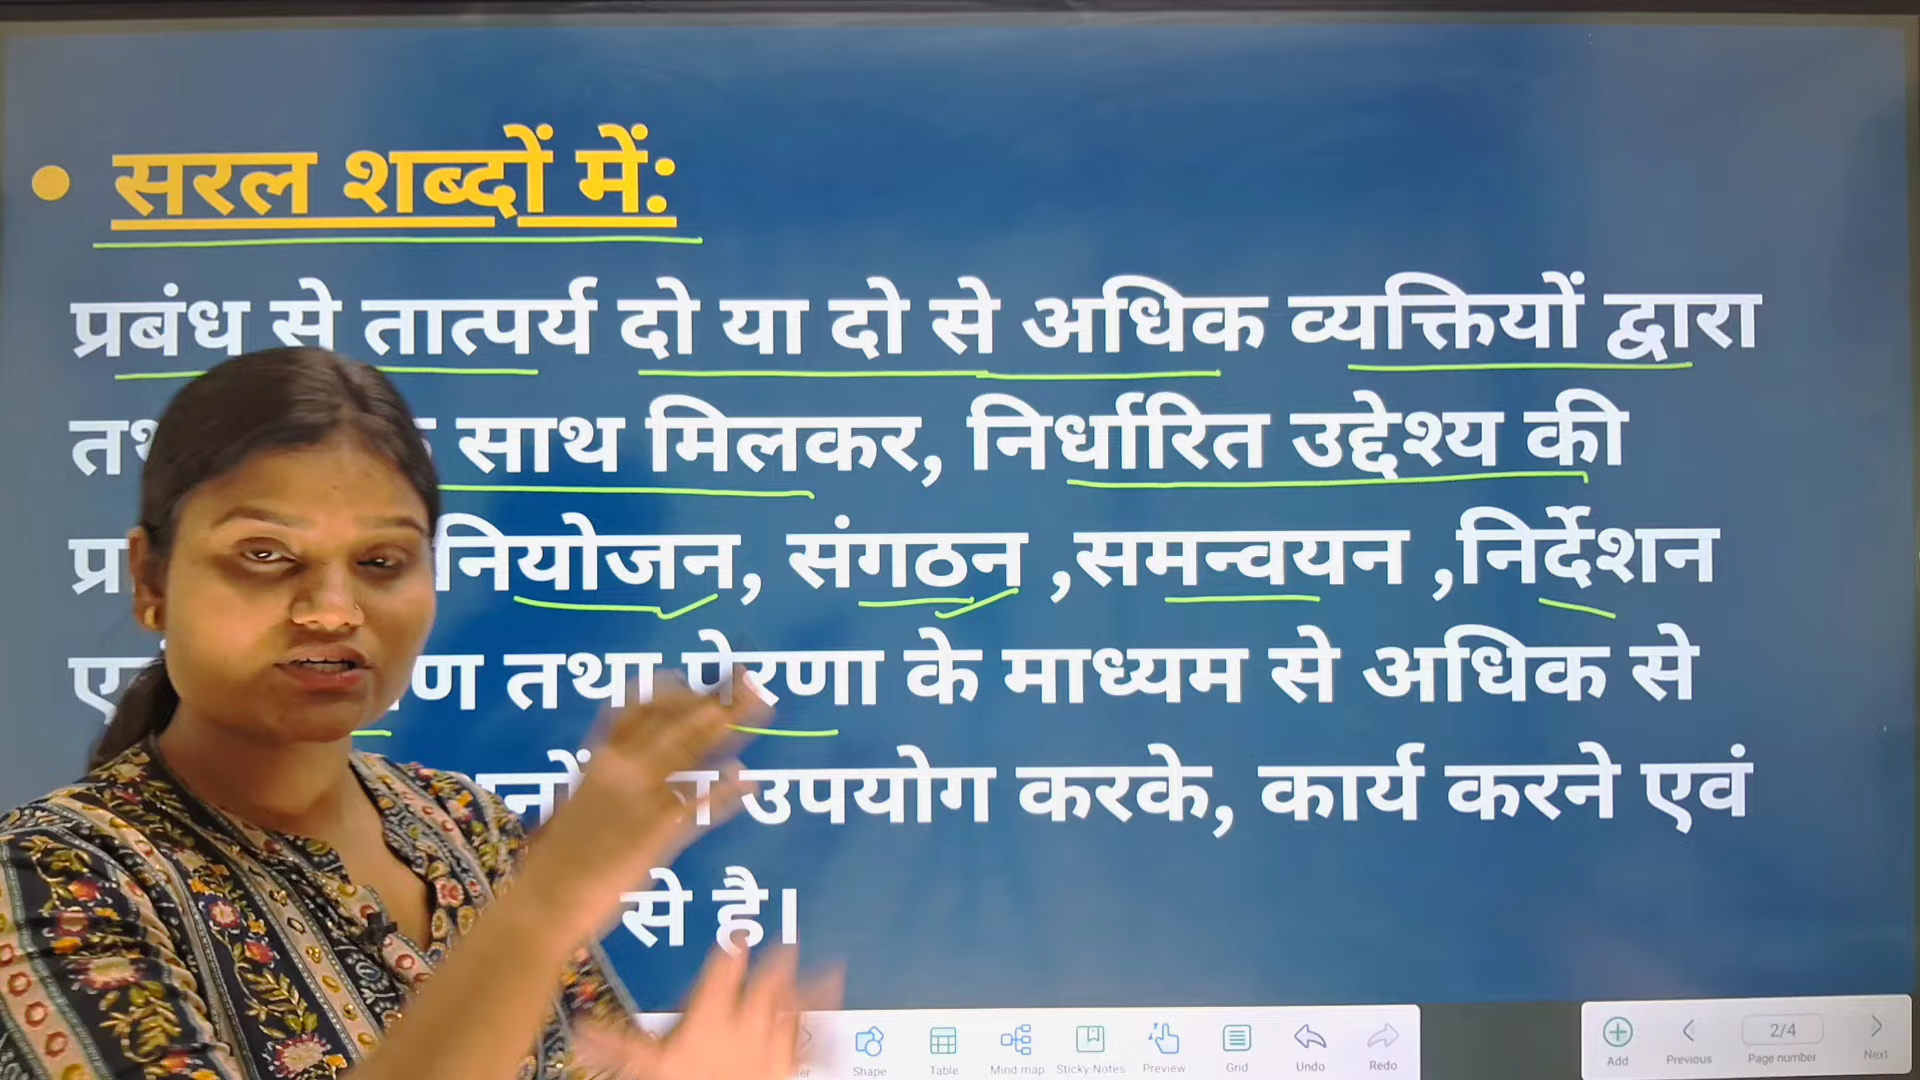 • सरल शब्दों में:
प्रबंध से तात्पर्य दो या दो से अधिक व्यक्तियों द्वारा
साथ मिलकर, निर्धारित उद्देश्य की
नियोजन, संगठन ,समन्वयन ,निर्देशन
तथा प्रेरणा के माध्यम से अधिक से
उपयोग करके, कार्य करने एवं
से है।
Shape Table Mind map Sticky Notes Preview Grid Undo Redo
Add Previous 2/4 Page number Next